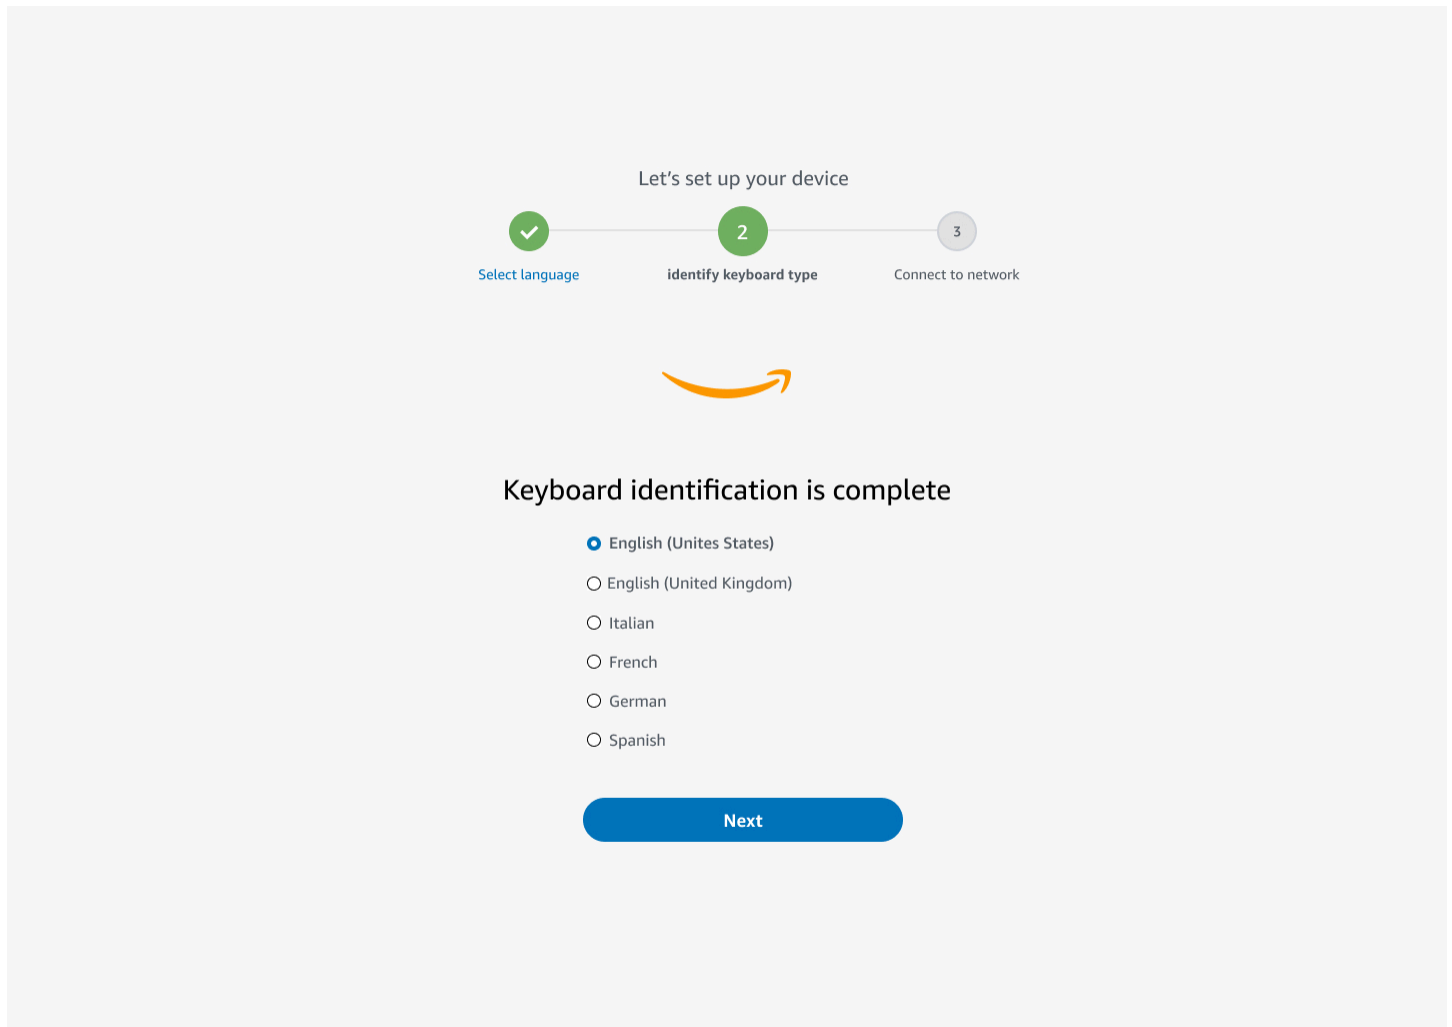 Let's set up your device
2
3
Select language
identify keyboard type
Connect to network
Keyboard identification is complete
English (Unites States)
English (United Kingdom)
Italian
French
German
Spanish
Next